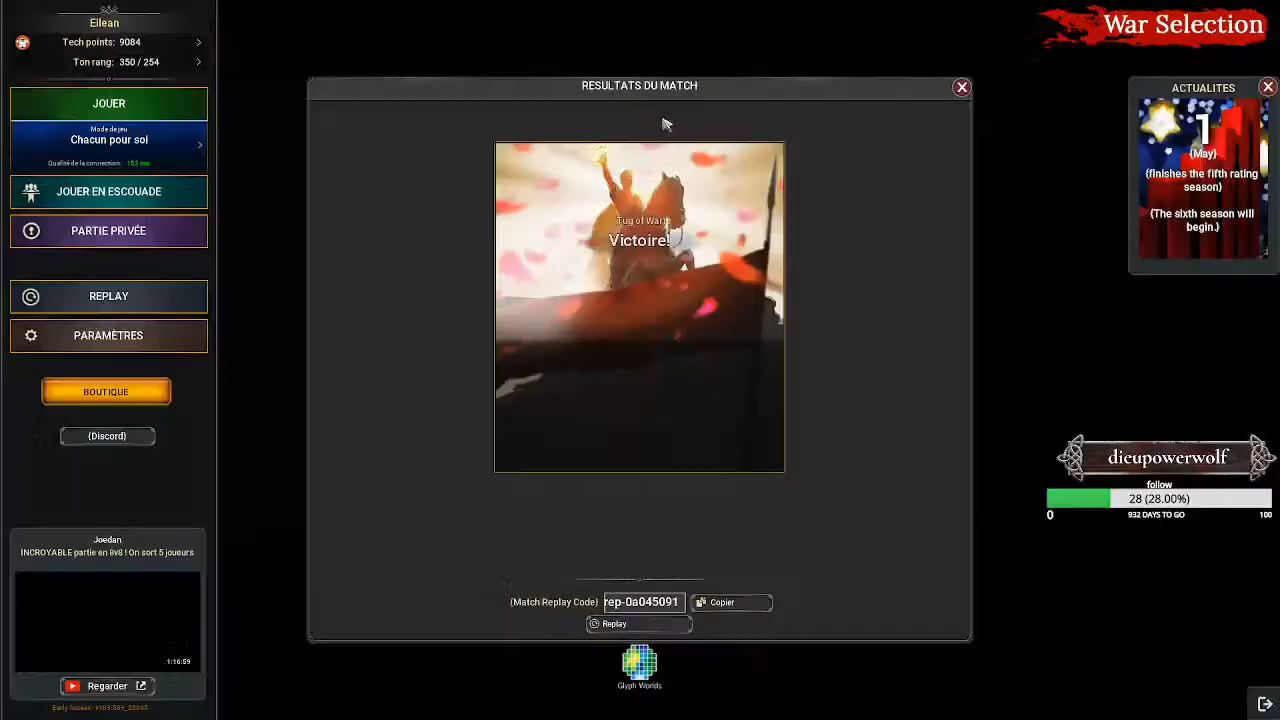 Eilean
Tech points: 9084
Ton rang: 350 / 254
JOUER
Mode de jeu
Chacun pour soi
Qualité de la connection: 152 ms
JOUER EN ESCOUADE
PARTIE PRIVÉE
REPLAY
PARAMÈTRES
BOUTIQUE
{Discord}
Joedan
INCROYABLE partie en 8v8 ! On sort 5 joueurs
1:16:59
Regarder
RESULTATS DU MATCH
Tug of War
Victoire!
{Match Replay Code}
rep-0a045091
Copier
Replay
Glyph Worlds
War Selection
ACTUALITES
1
{May}
{finishes the fifth rating
season}
{The sixth season will
begin.}
dieupowerwolf
follow
28 (28.00%)
0
932 DAYS TO GO
100